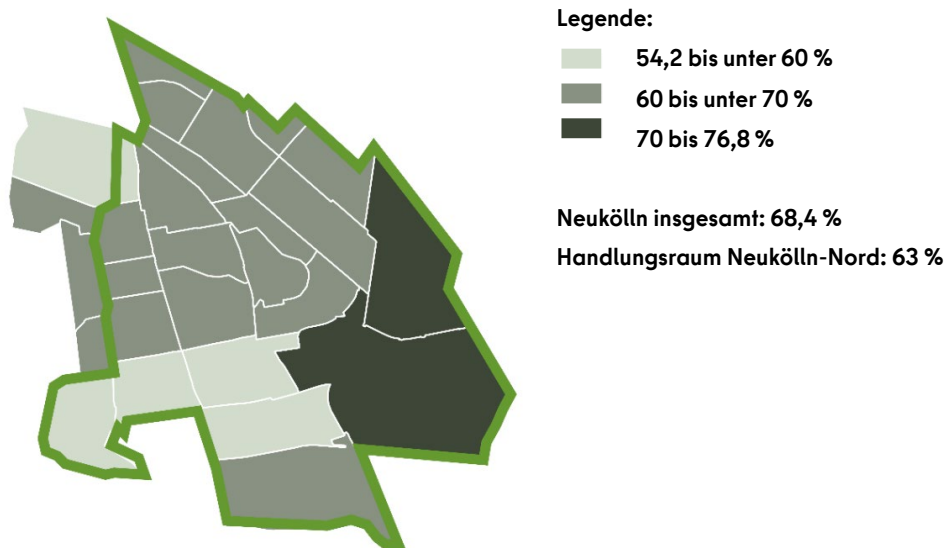 Legende:
54,2 bis unter 60 %
60 bis unter 70 %
70 bis 76,8 %
Neukölln insgesamt: 68,4 %
Handlungsraum Neukölln-Nord: 63 %